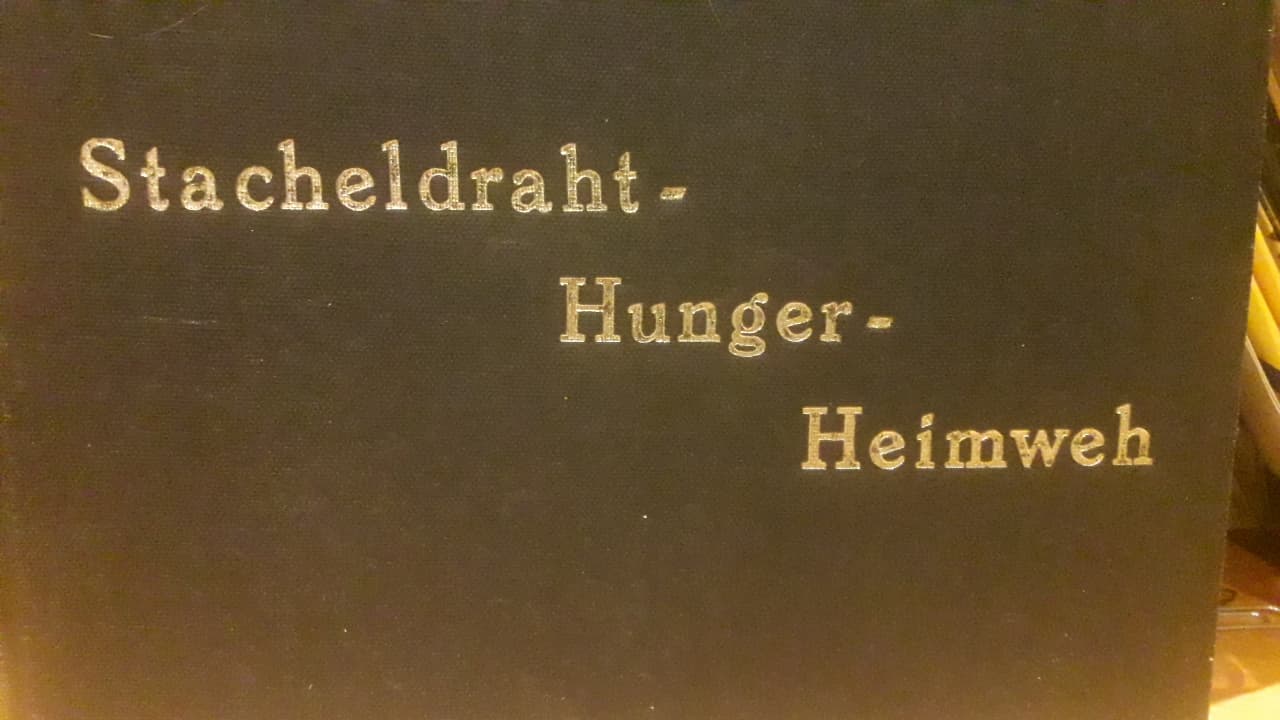 Stacheldraht-
Hunger-
Heimweh